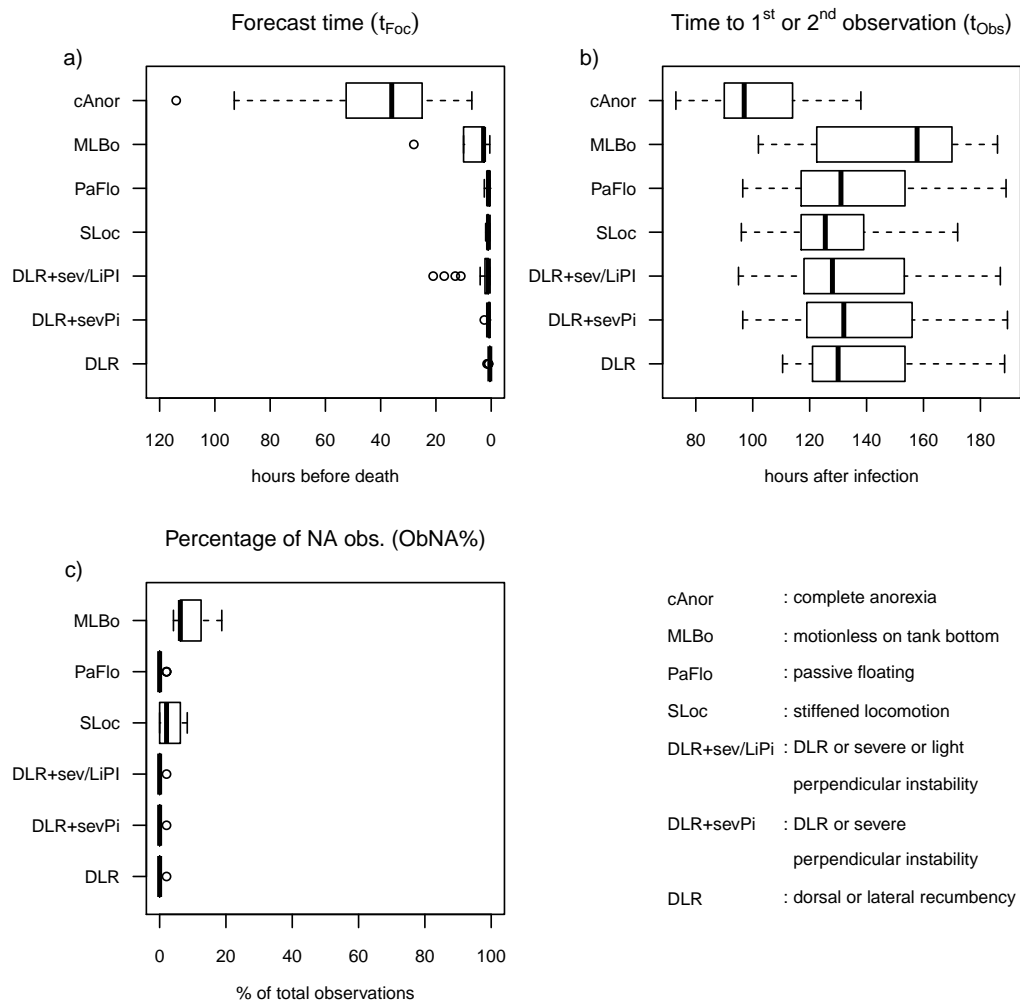 Forecast time (tFoc)
a)
cAnor
MLBo
PaFlo
SLoc
DLR+sev/LiPI
DLR+sevPi
DLR
120 100 80 60 40 20 0
hours before death
Time to 1st or 2nd observation (tObs)
b)
cAnor
MLBo
PaFlo
SLoc
DLR+sev/LiPI
DLR+sevPi
DLR
80 100 120 140 160 180
hours after infection
Percentage of NA obs. (ObNA%)
c)
MLBo
PaFlo
SLoc
DLR+sev/LiPI
DLR+sevPi
DLR
0 20 40 60 80 100
% of total observations
cAnor : complete anorexia
MLBo : motionless on tank bottom
PaFlo : passive floating
SLoc : stiffened locomotion
DLR+sev/LiPi : DLR or severe or light
perpendicular instability
DLR+sevPi : DLR or severe
perpendicular instability
DLR : dorsal or lateral recumbency